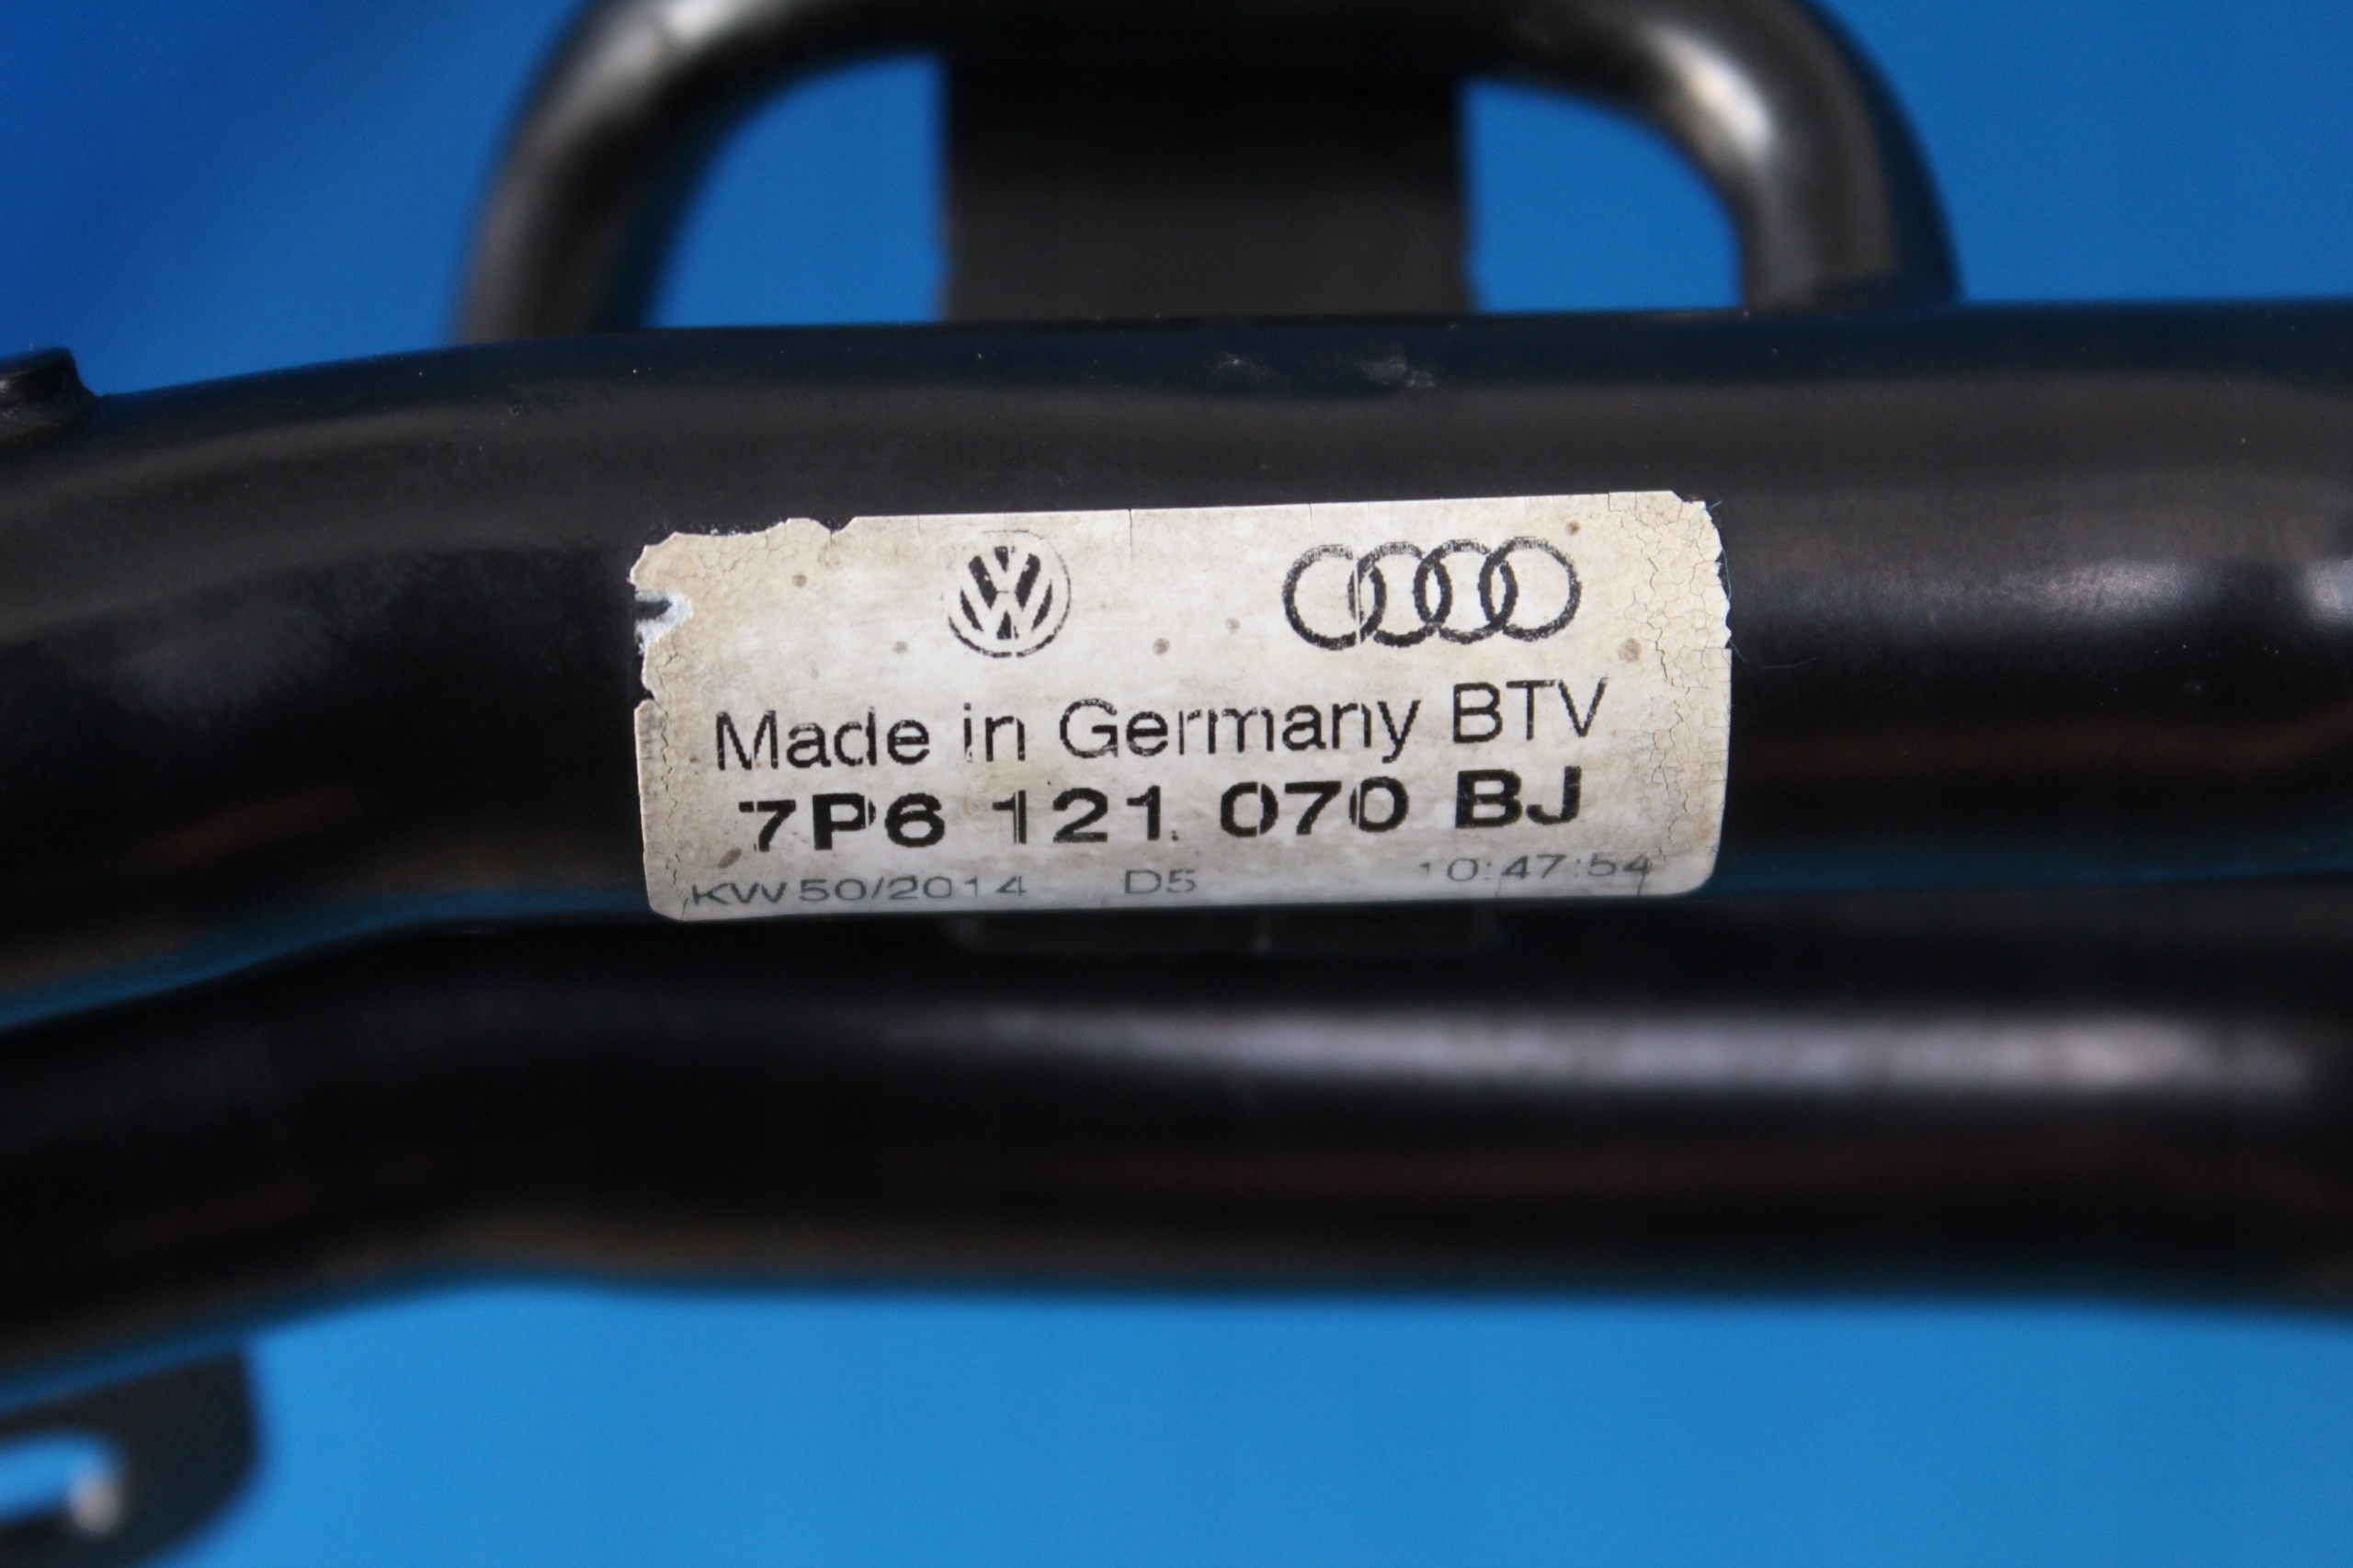 Made in Germany BTV
7P6 121 070 BJ
KW50/2014 D5 10:47:54